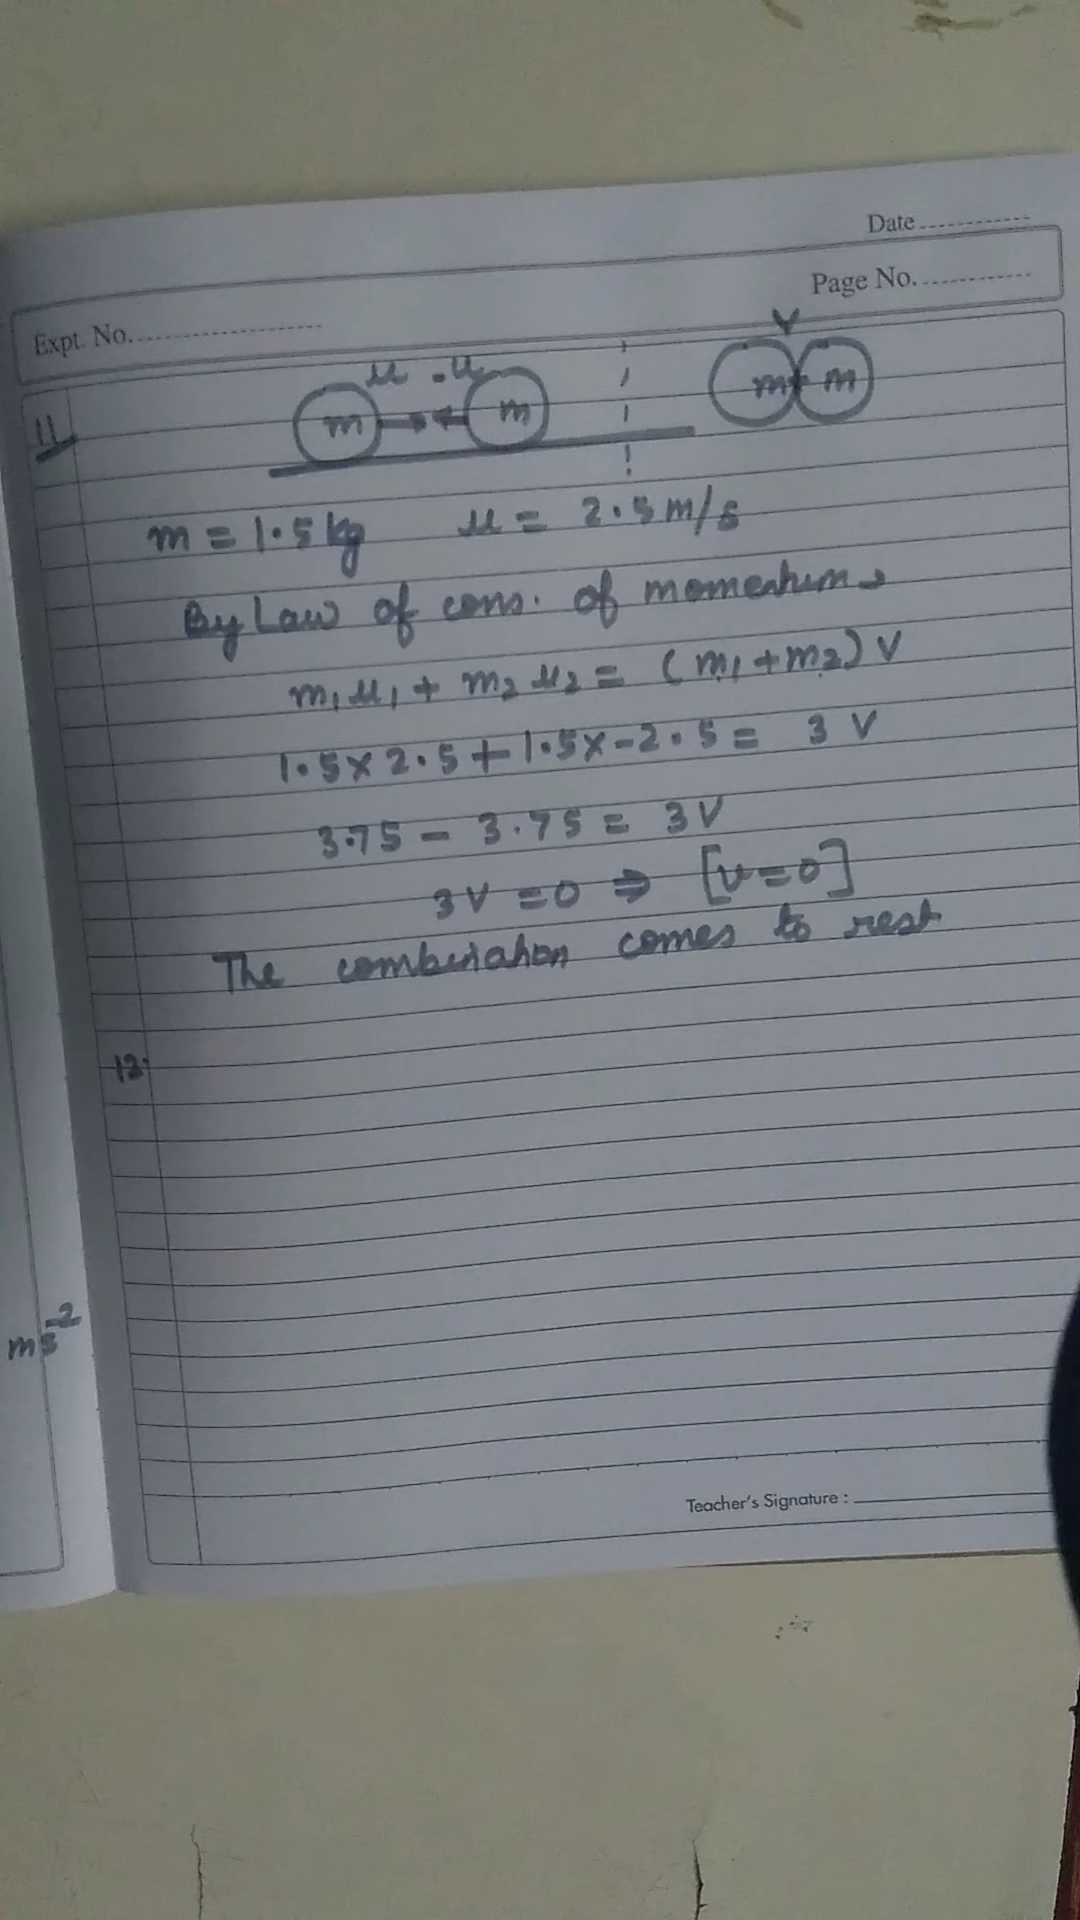 Date
Page No.
Expt. No.
11
u -u
m m
v
m+m
m = 1.5 kg u = 2.5 m/s
By Law of cons. of momentum,
m₁u₁ + m₂u₂ = (m₁+m₂) v
1.5 x 2.5 + 1.5 x -2.5 = 3 v
3.75 - 3.75 = 3v
3v = 0 ⇒ [v=0]
The combination comes to rest
12.
ms⁻²
Teacher's Signature :